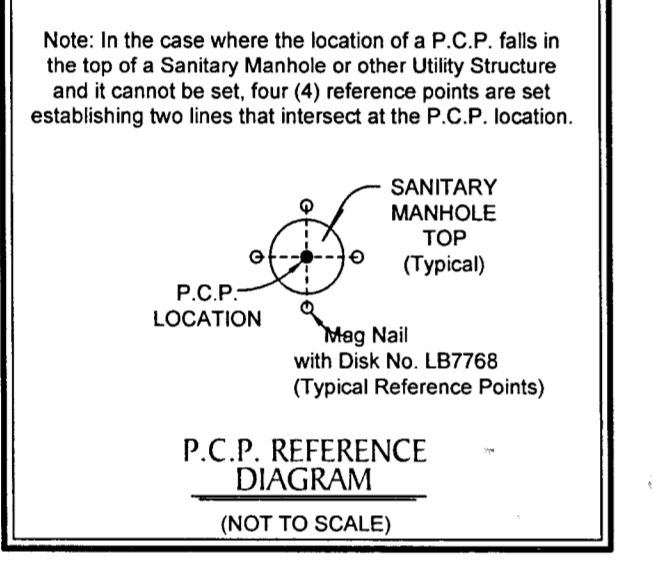 Note: In the case where the location of a P.C.P. falls in
the top of a Sanitary Manhole or other Utility Structure
and it cannot be set, four (4) reference points are set
establishing two lines that intersect at the P.C.P. location.
SANITARY
MANHOLE
TOP
(Typical)
P.C.P.
LOCATION
Mag Nail
with Disk No. LB7768
(Typical Reference Points)
P.C.P. REFERENCE
DIAGRAM
(NOT TO SCALE)